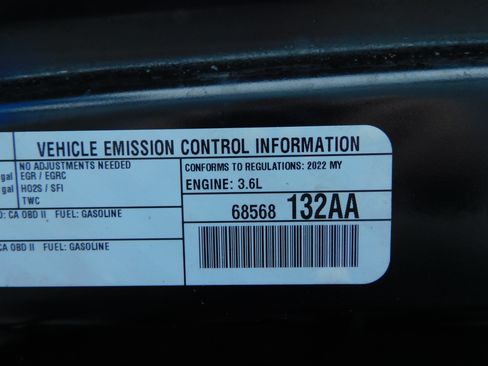 VEHICLE EMISSION CONTROL INFORMATION
NO ADJUSTMENTS NEEDED
gal EGR / EGRC
gal HO2S / SFI
TWC
CONFORMS TO REGULATIONS: 2022 MY
ENGINE: 3.6L
68568 132AA
: CA OBD II FUEL: GASOLINE
CA OBD II FUEL: GASOLINE